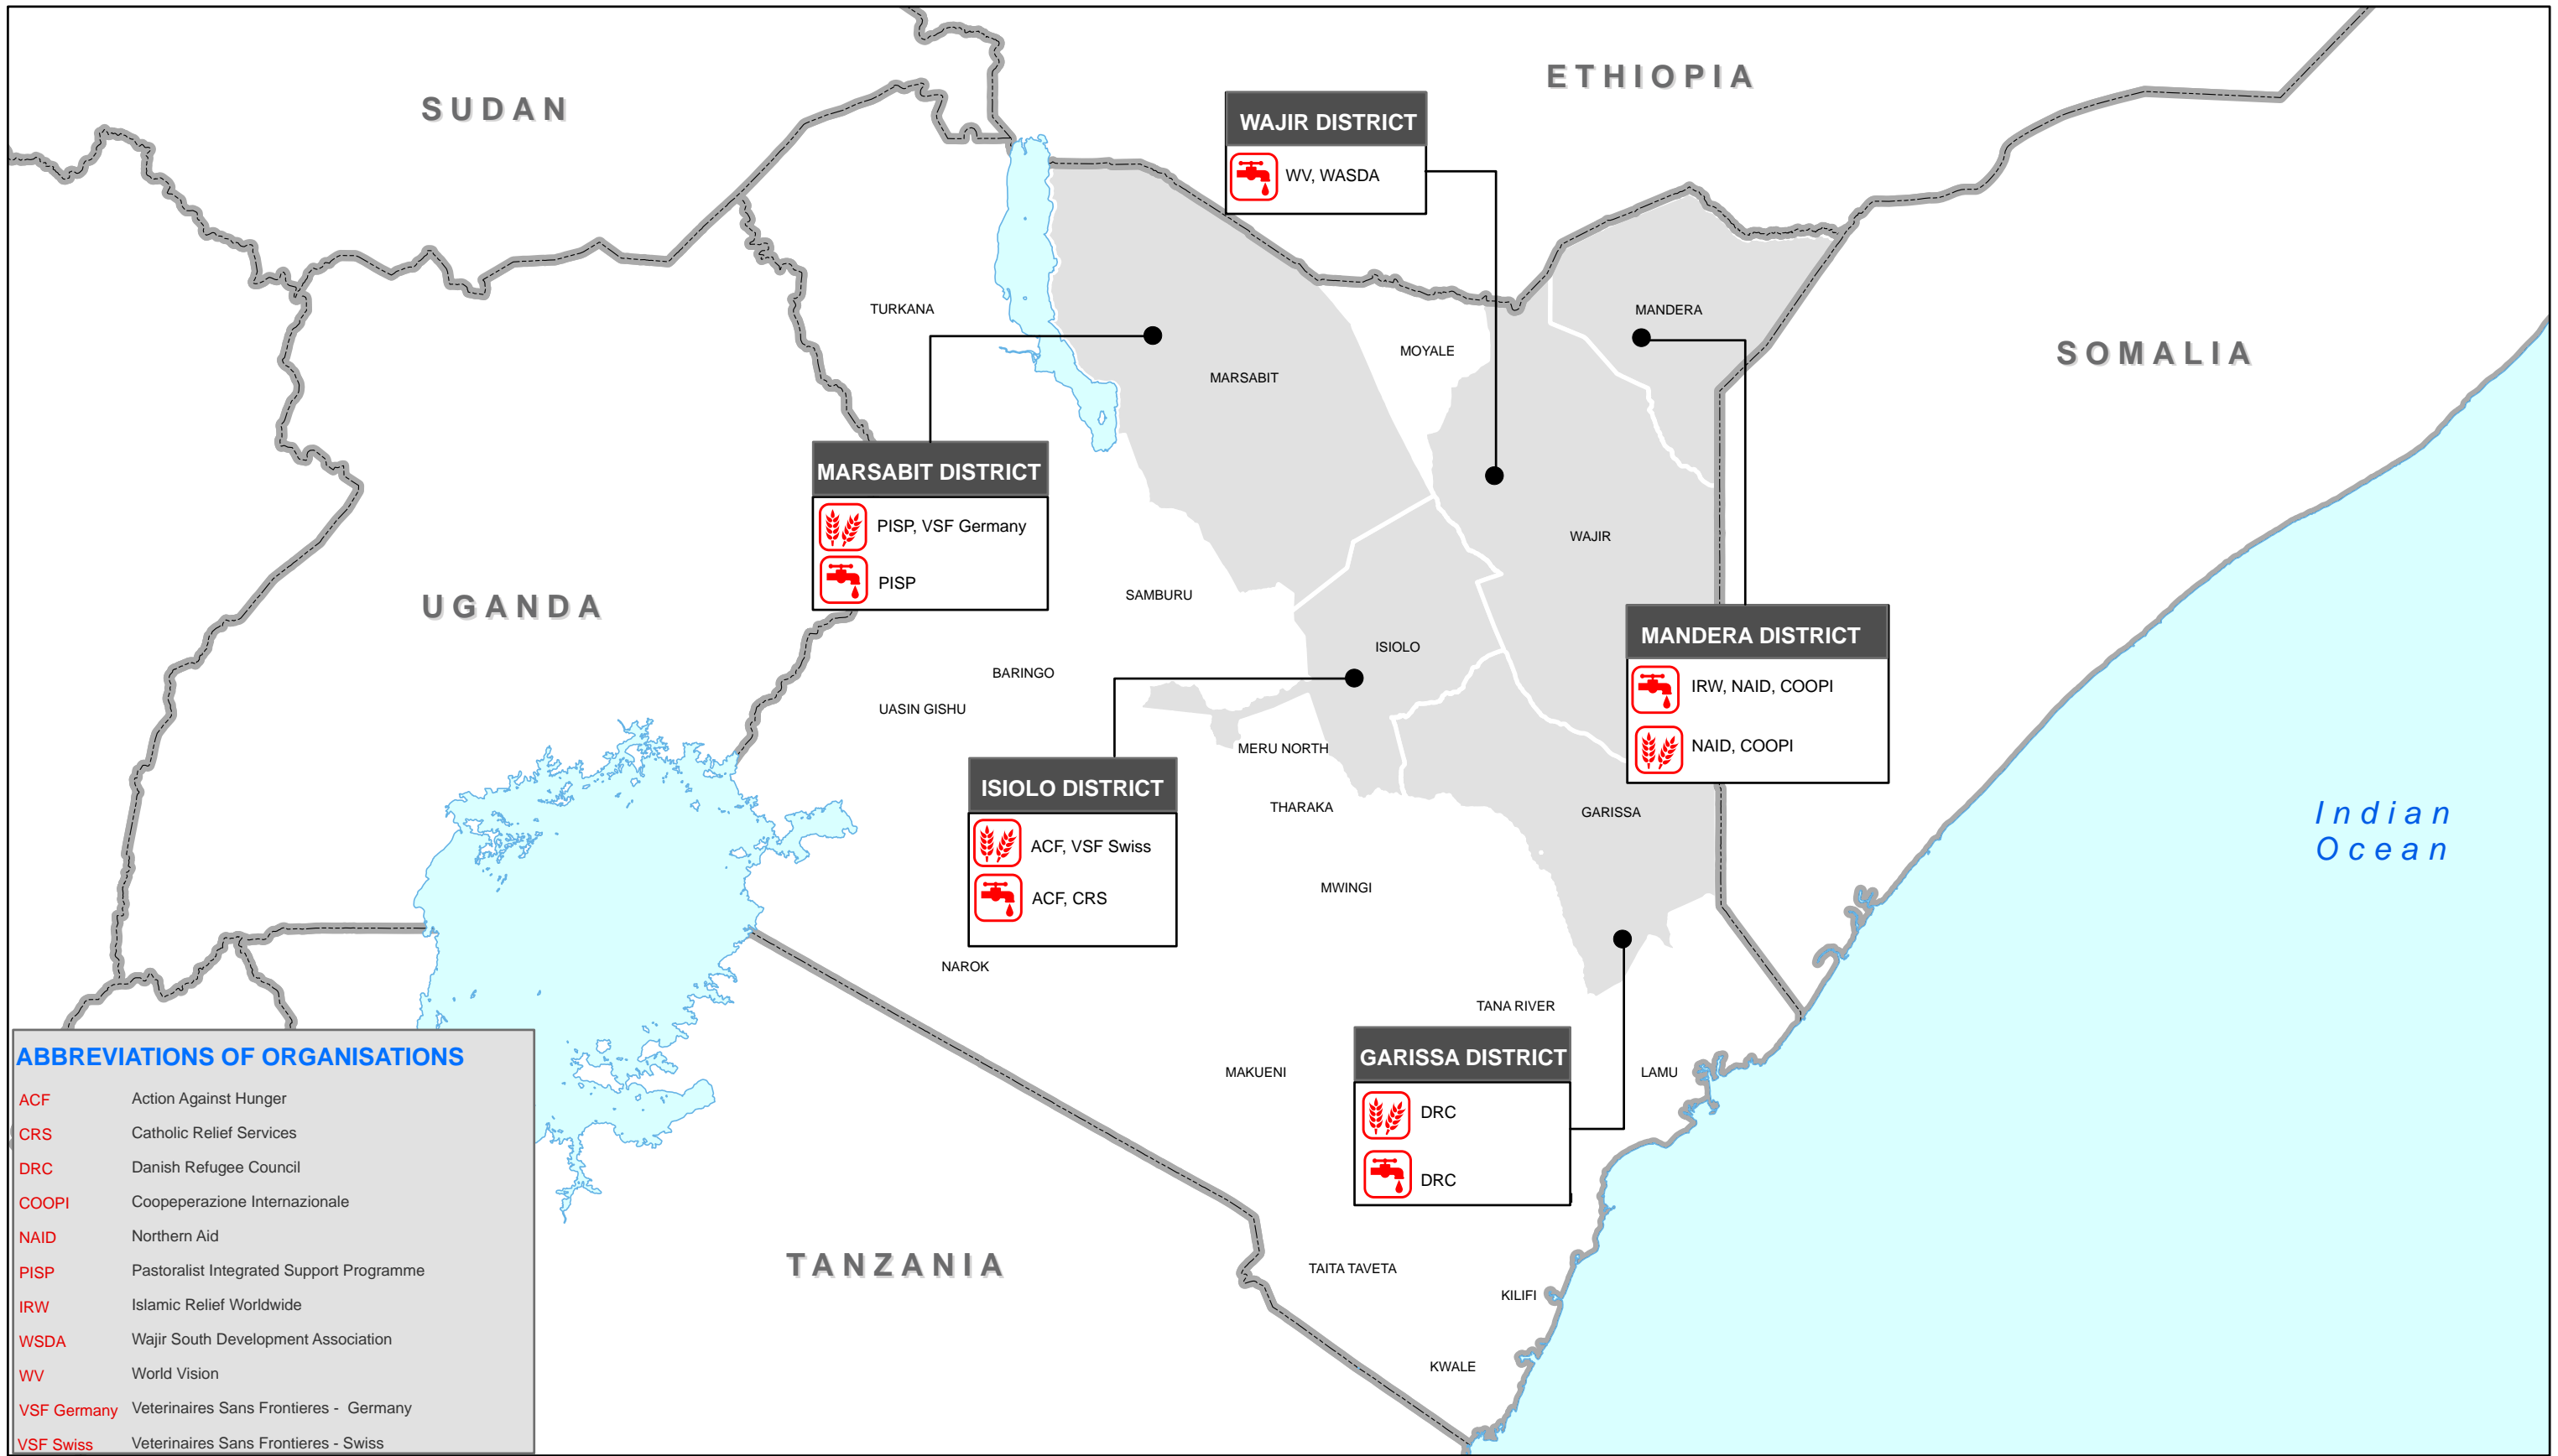 SUDAN
ETHIOPIA
WAJIR DISTRICT
WV, WASDA
TURKANA
MANDERA
MOYALE
SOMALIA
MARSABIT
MARSABIT DISTRICT
PISP, VSF Germany
PISP
WAJIR
SAMBURU
UGANDA
MANDERA DISTRICT
IRW, NAID, COOPI
NAID, COOPI
ISIOLO
BARINGO
UASIN GISHU
MERU NORTH
ISIOLO DISTRICT
ACF, VSF Swiss
ACF, CRS
THARAKA
GARISSA
Indian
Ocean
MWINGI
NAROK
TANA RIVER
GARISSA DISTRICT
DRC
DRC
MAKUENI
LAMU
TANZANIA
TAITA TAVETA
KILIFI
KWALE
ABBREVIATIONS OF ORGANISATIONS
ACF Action Against Hunger
CRS Catholic Relief Services
DRC Danish Refugee Council
COOPI Coopeperazione Internazionale
NAID Northern Aid
PISP Pastoralist Integrated Support Programme
IRW Islamic Relief Worldwide
WSDA Wajir South Development Association
WV World Vision
VSF Germany Veterinaires Sans Frontieres - Germany
VSF Swiss Veterinaires Sans Frontieres - Swiss